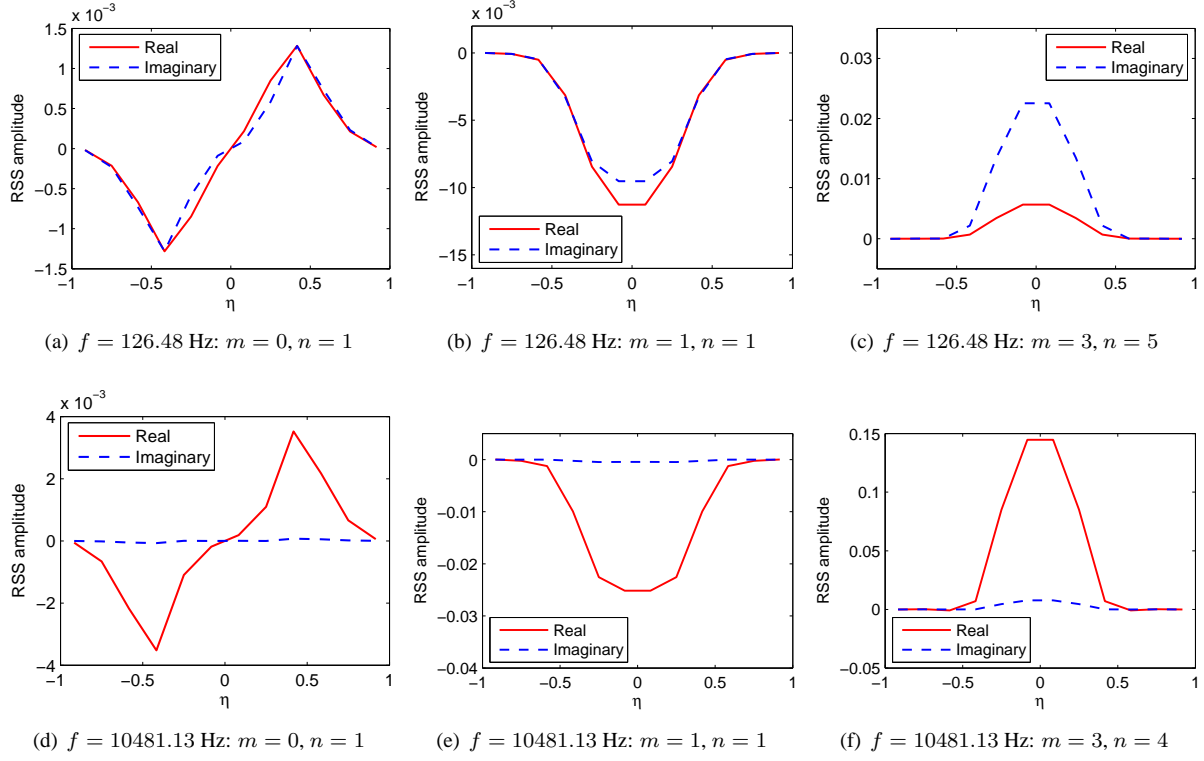 x 10⁻³
1.5
1
0.5
0
−0.5
−1
−1.5
−1 −0.5 0 0.5 1
RSS amplitude
η
Real
Imaginary
(a) f = 126.48 Hz: m = 0, n = 1
x 10⁻³
0
−5
−10
−15
−1 −0.5 0 0.5 1
RSS amplitude
η
Real
Imaginary
(b) f = 126.48 Hz: m = 1, n = 1
0.03
0.02
0.01
0
−1 −0.5 0 0.5 1
RSS amplitude
η
Real
Imaginary
(c) f = 126.48 Hz: m = 3, n = 5
x 10⁻³
4
2
0
−2
−4
−1 −0.5 0 0.5 1
RSS amplitude
η
Real
Imaginary
(d) f = 10481.13 Hz: m = 0, n = 1
0
−0.01
−0.02
−0.03
−0.04
−1 −0.5 0 0.5 1
RSS amplitude
η
Real
Imaginary
(e) f = 10481.13 Hz: m = 1, n = 1
0.15
0.1
0.05
0
−0.05
−1 −0.5 0 0.5 1
RSS amplitude
η
Real
Imaginary
(f) f = 10481.13 Hz: m = 3, n = 4